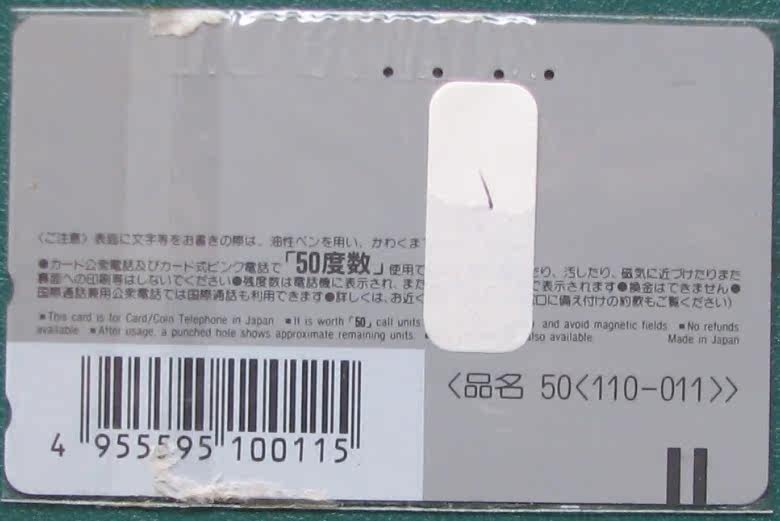 〈ご注意〉表面に文字等をお書きの際は、油性ペンを用い、かわくま
●カード公衆電話及びカード式ピンク電話で「50度数」使用で たり、汚したり、磁気に近づけたりまた
裏面への印刷等はしないでください●残度数は電話機に表示され、また で表示されます●換金はできません●
国際通話兼用公衆電話では国際通話も利用できます●詳しくは、お近く 口に備え付けの約款もご覧ください）
■This card is for Card/Coin Telephone in Japan ■It is worth「50」call units and avoid magnetic fields ■No refunds
available ■After usage, a punched hole shows approximate remaining units. also available Made in Japan
〈品名 50〈110-011〉〉
4 955595 100115